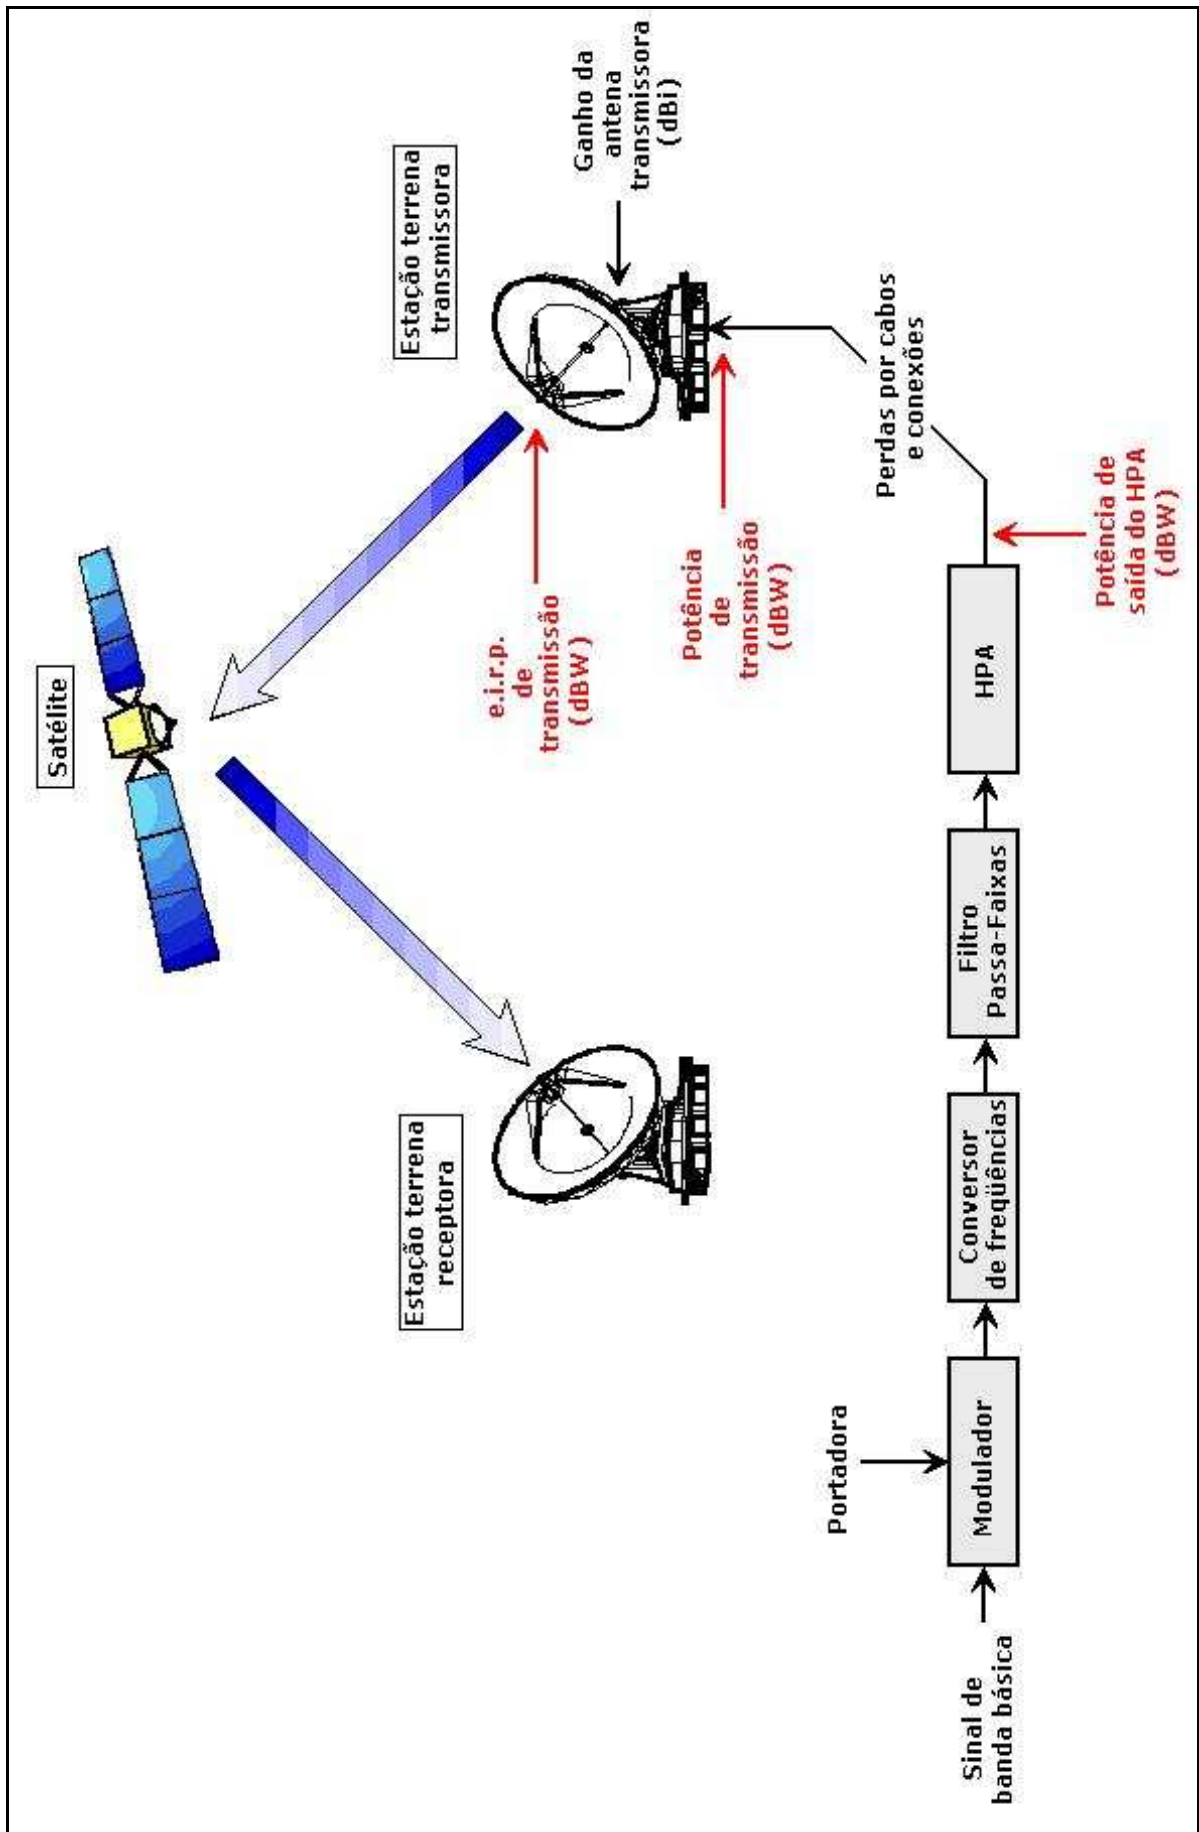 Satélite
Estação terrena
receptora
Estação terrena
transmissora
Ganho da
antena
transmissora
(dBi)
e.i.r.p.
de
transmissão
(dBW)
Potência
de
transmissão
(dBW)
Perdas por cabos
e conexões
Portadora
Sinal de
banda básica
Modulador
Conversor
de freqüências
Filtro
Passa-Faixas
HPA
Potência de
saída do HPA
(dBW)